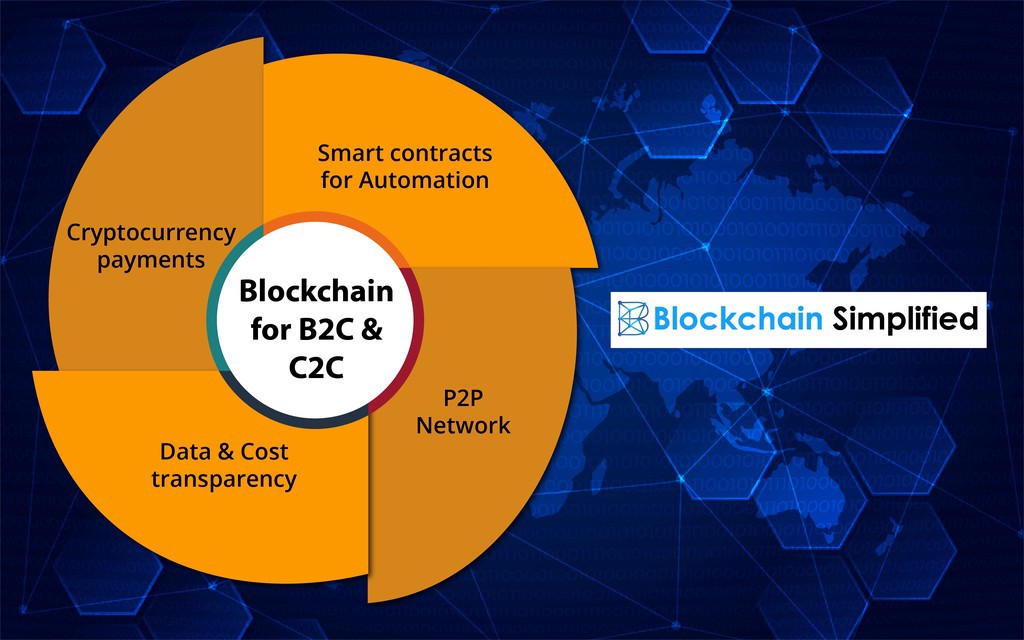 Smart contracts
for Automation
Cryptocurrency
payments
Blockchain
for B2C &
C2C
Blockchain Simplified
P2P
Network
Data & Cost
transparency